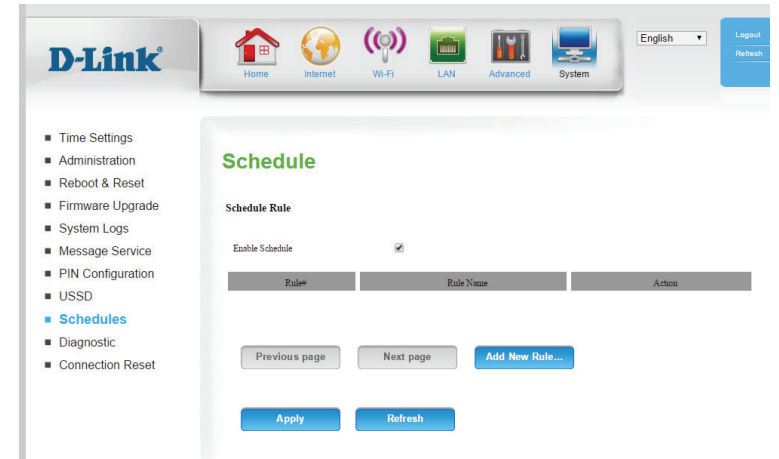 D-Link
Home
Internet
Wi-Fi
LAN
Advanced
System
English
Logout
Refresh
Time Settings
Administration
Reboot & Reset
Firmware Upgrade
System Logs
Message Service
PIN Configuration
USSD
Schedules
Diagnostic
Connection Reset
Schedule
Schedule Rule
Enable Schedule
Rule# Rule Name Action
Previous page Next page Add New Rule...
Apply Refresh